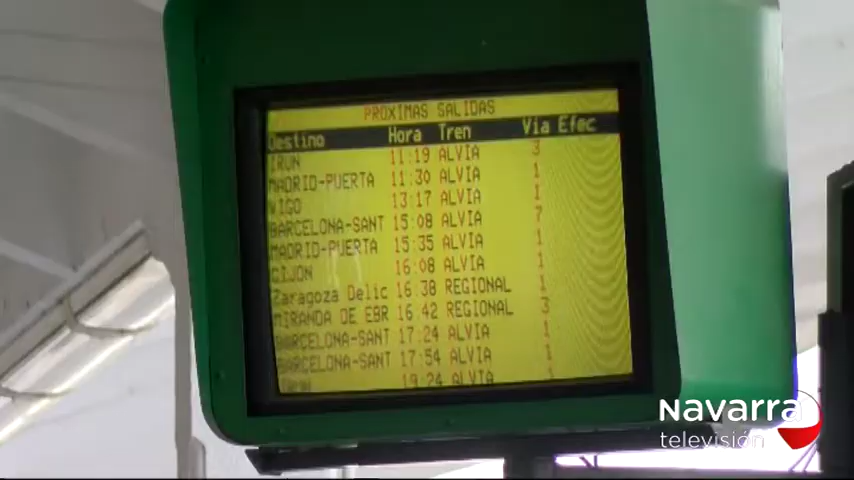 PROXIMAS SALIDAS
Destino Hora Tren Via Efec
IRUN 11:19 ALVIA 3
MADRID-PUERTA 11:30 ALVIA 1
VIGO 13:17 ALVIA 1
BARCELONA-SANT 15:08 ALVIA 7
MADRID-PUERTA 15:35 ALVIA 1
GIJON 16:08 ALVIA 1
Zaragoza Delic 16:38 REGIONAL 1
MIRANDA DE EBR 16:42 REGIONAL 3
BARCELONA-SANT 17:24 ALVIA 1
BARCELONA-SANT 17:54 ALVIA 1
19:24 ALVIA 1
Navarra
televisión